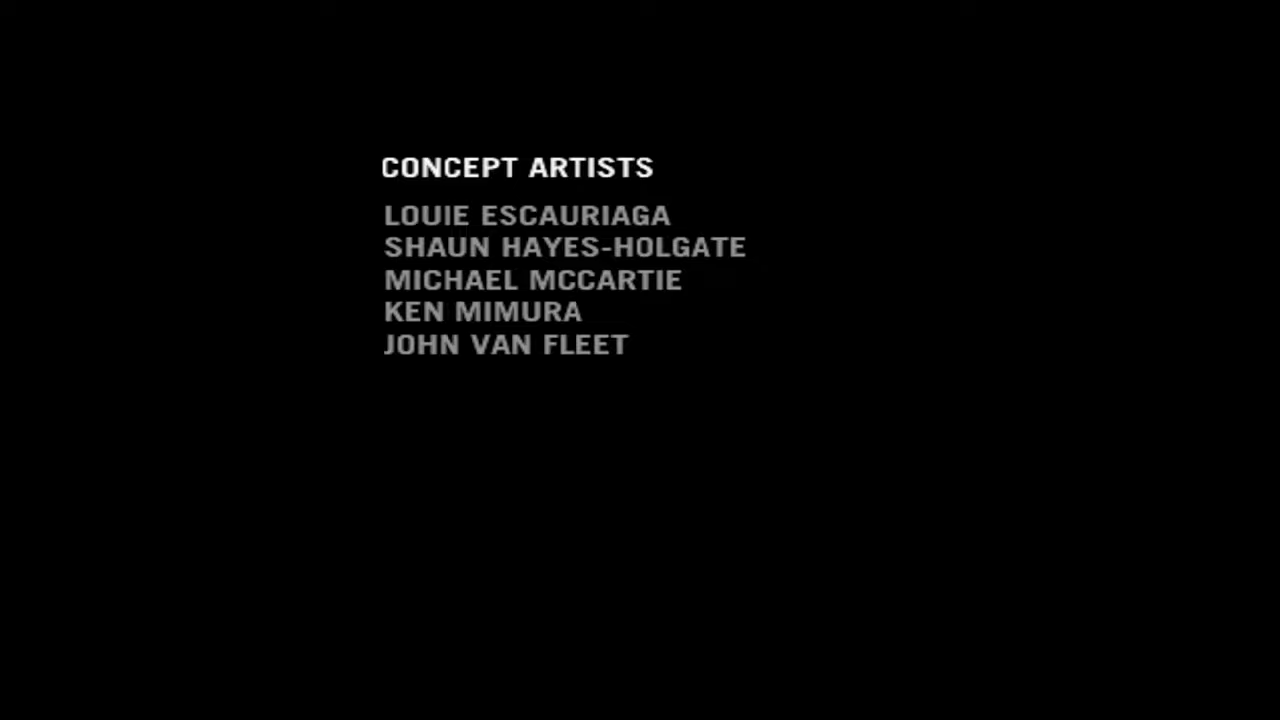 CONCEPT ARTISTS
LOUIE ESCAURIAGA
SHAUN HAYES-HOLGATE
MICHAEL MCCARTIE
KEN MIMURA
JOHN VAN FLEET